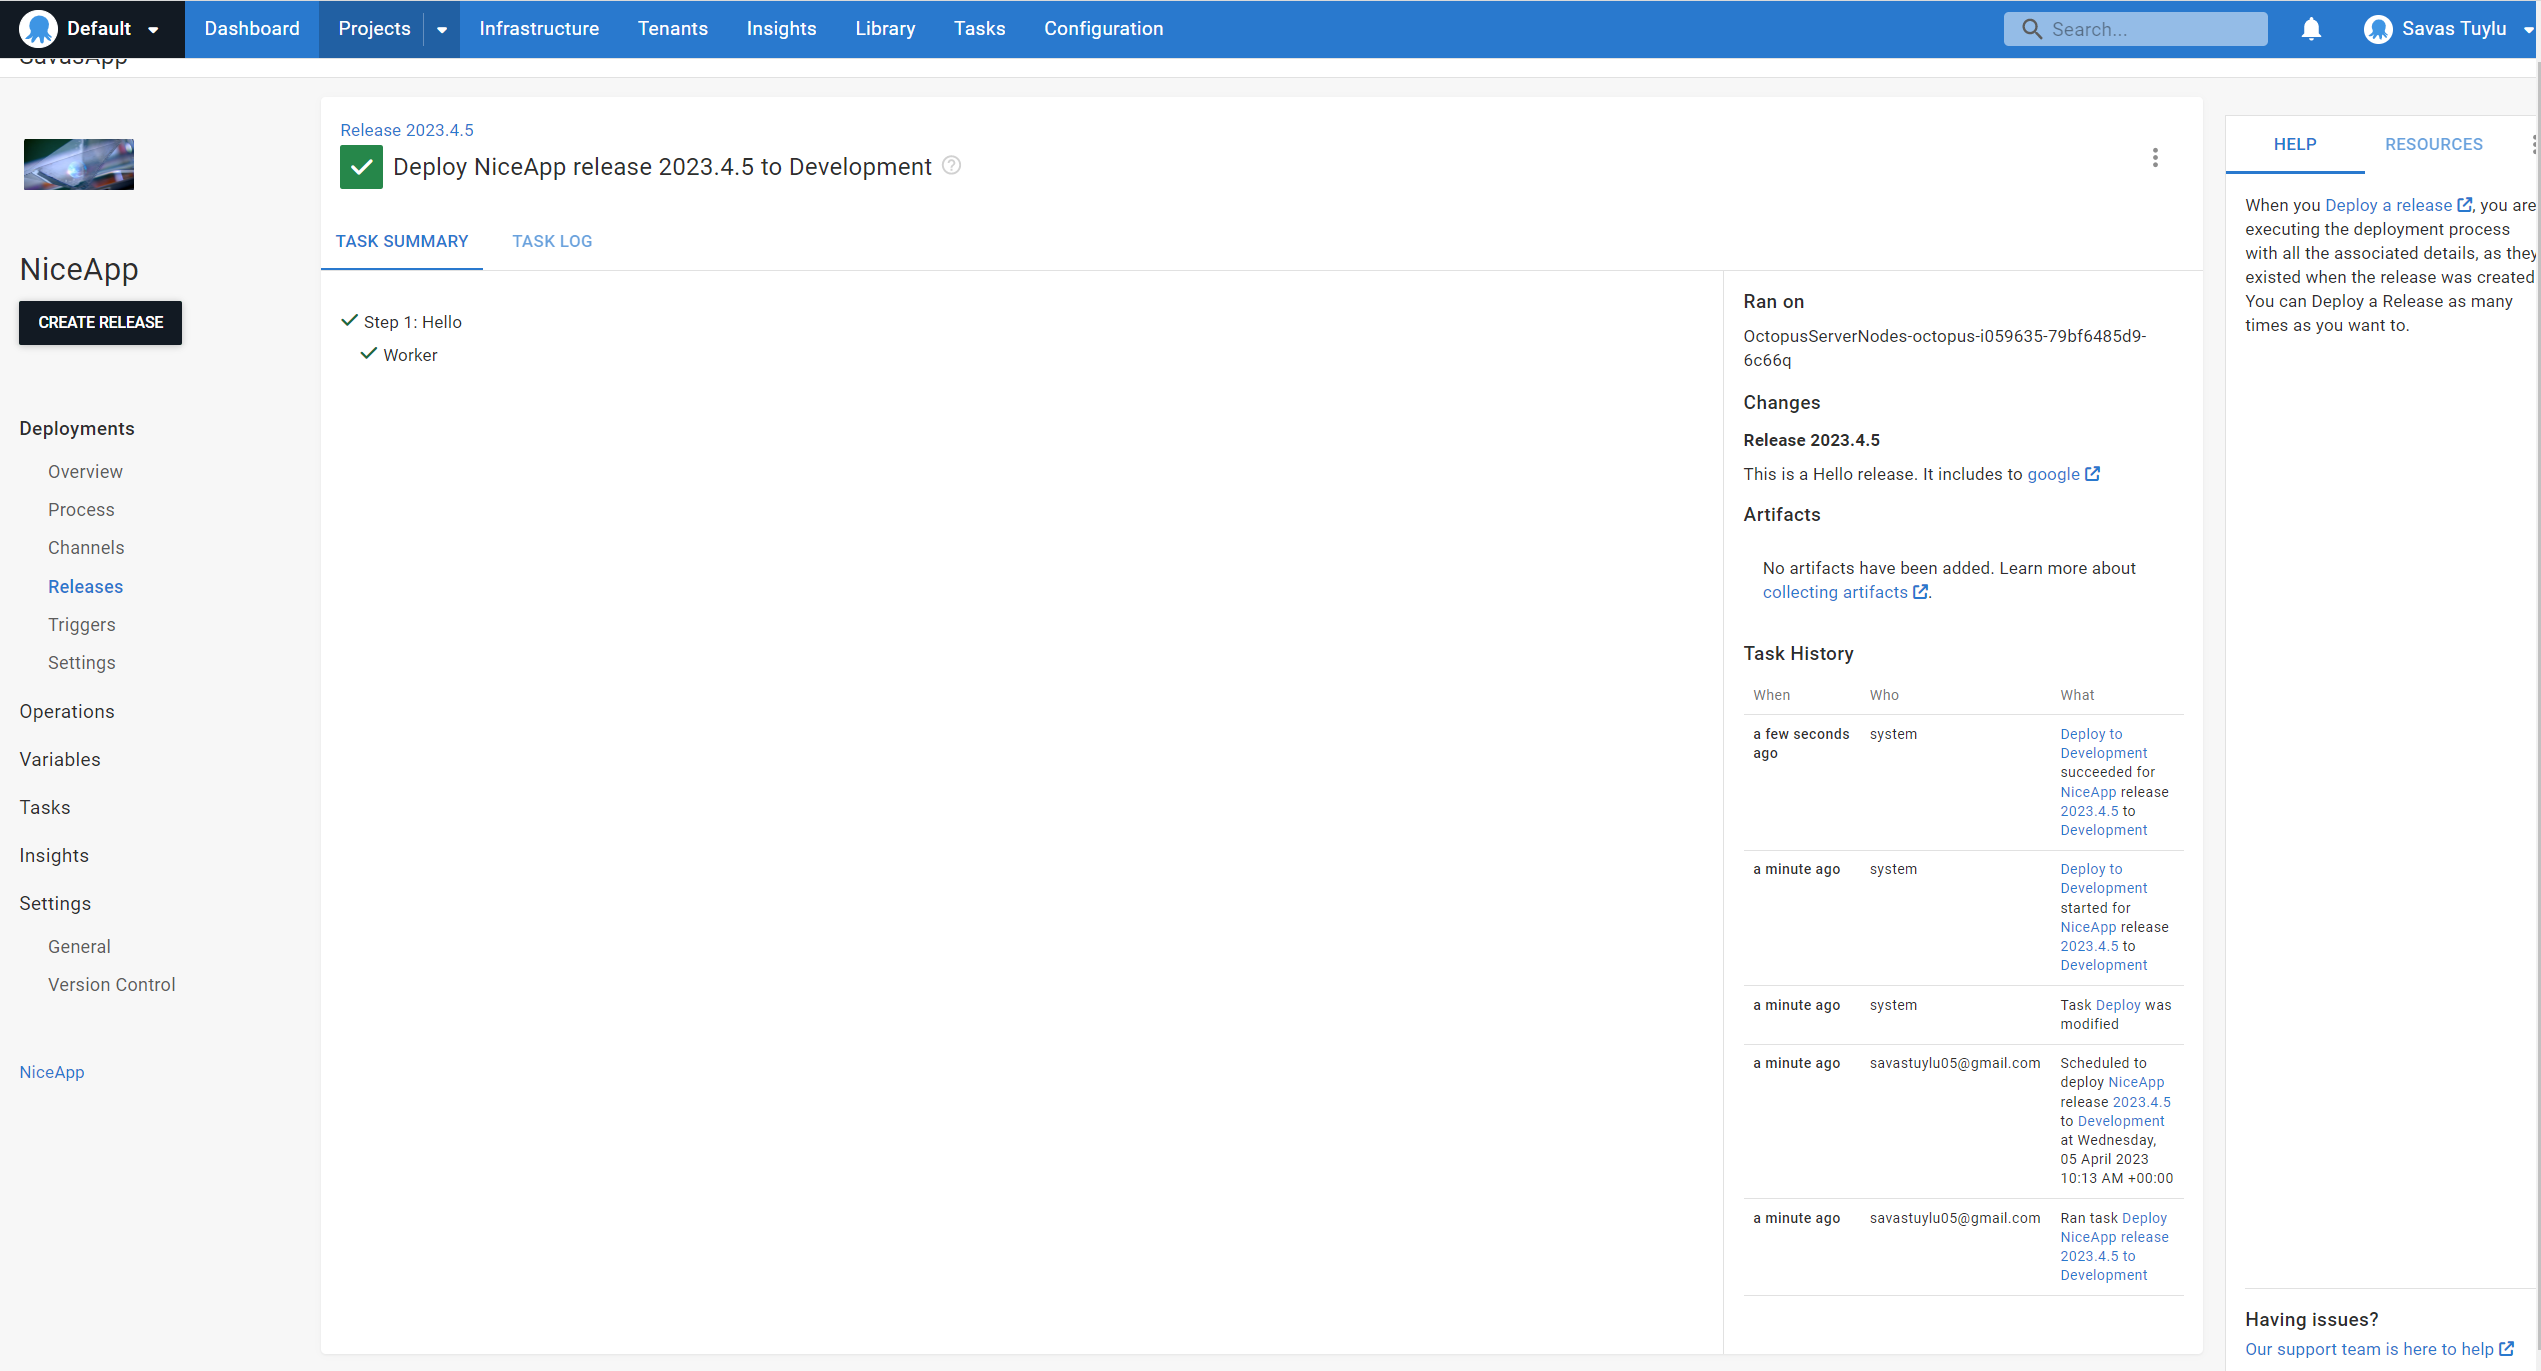 Default
Dashboard
Projects
Infrastructure
Tenants
Insights
Library
Tasks
Configuration
Search...
Savas Tuylu
SavasApp
NiceApp
CREATE RELEASE
Deployments
Overview
Process
Channels
Releases
Triggers
Settings
Operations
Variables
Tasks
Insights
Settings
General
Version Control
NiceApp
Release 2023.4.5
Deploy NiceApp release 2023.4.5 to Development
TASK SUMMARY
TASK LOG
Step 1: Hello
Worker
Ran on
OctopusServerNodes-octopus-i059635-79bf6485d9-
6c66q
Changes
Release 2023.4.5
This is a Hello release. It includes to google
Artifacts
No artifacts have been added. Learn more about
collecting artifacts.
Task History
When Who What
a few seconds
ago
system
Deploy to
Development
succeeded for
NiceApp release
2023.4.5 to
Development
a minute ago
system
Deploy to
Development
started for
NiceApp release
2023.4.5 to
Development
a minute ago
system
Task Deploy was
modified
a minute ago
savastuylu05@gmail.com
Scheduled to
deploy NiceApp
release 2023.4.5
to Development
at Wednesday,
05 April 2023
10:13 AM +00:00
a minute ago
savastuylu05@gmail.com
Ran task Deploy
NiceApp release
2023.4.5 to
Development
HELP
RESOURCES
When you Deploy a release, you are
executing the deployment process
with all the associated details, as they
existed when the release was created
You can Deploy a Release as many
times as you want to.
Having issues?
Our support team is here to help